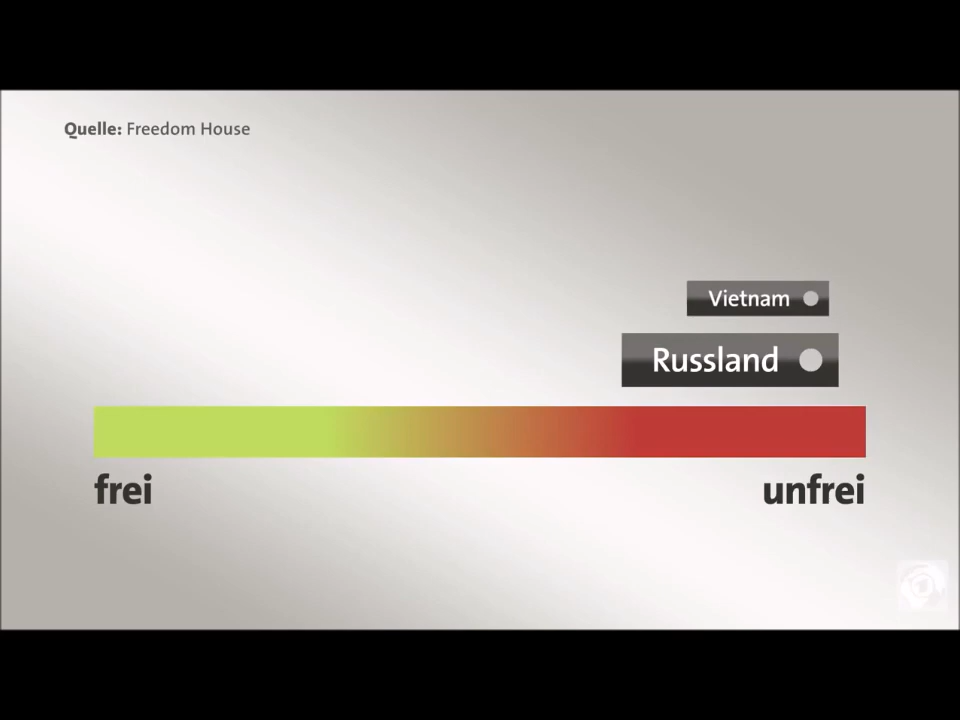 Quelle: Freedom House
Vietnam
Russland
frei
unfrei